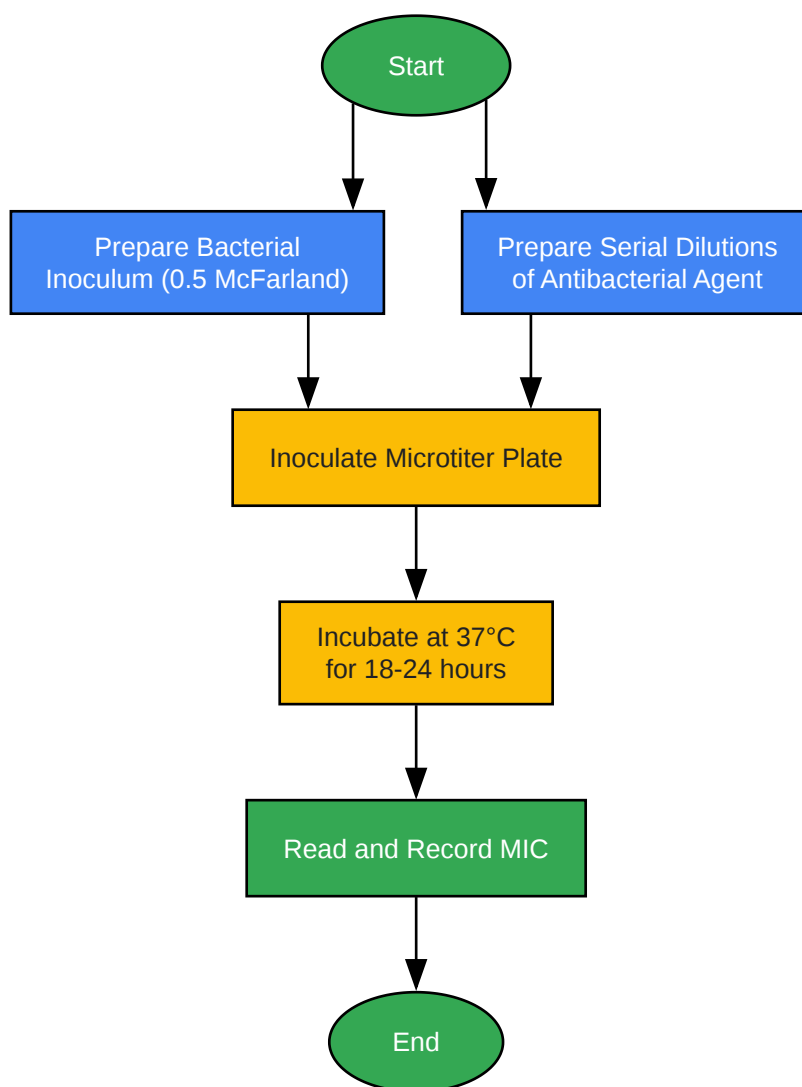 Start
Prepare Bacterial
Inoculum (0.5 McFarland)
Prepare Serial Dilutions
of Antibacterial Agent
Inoculate Microtiter Plate
Incubate at 37°C
for 18-24 hours
Read and Record MIC
End